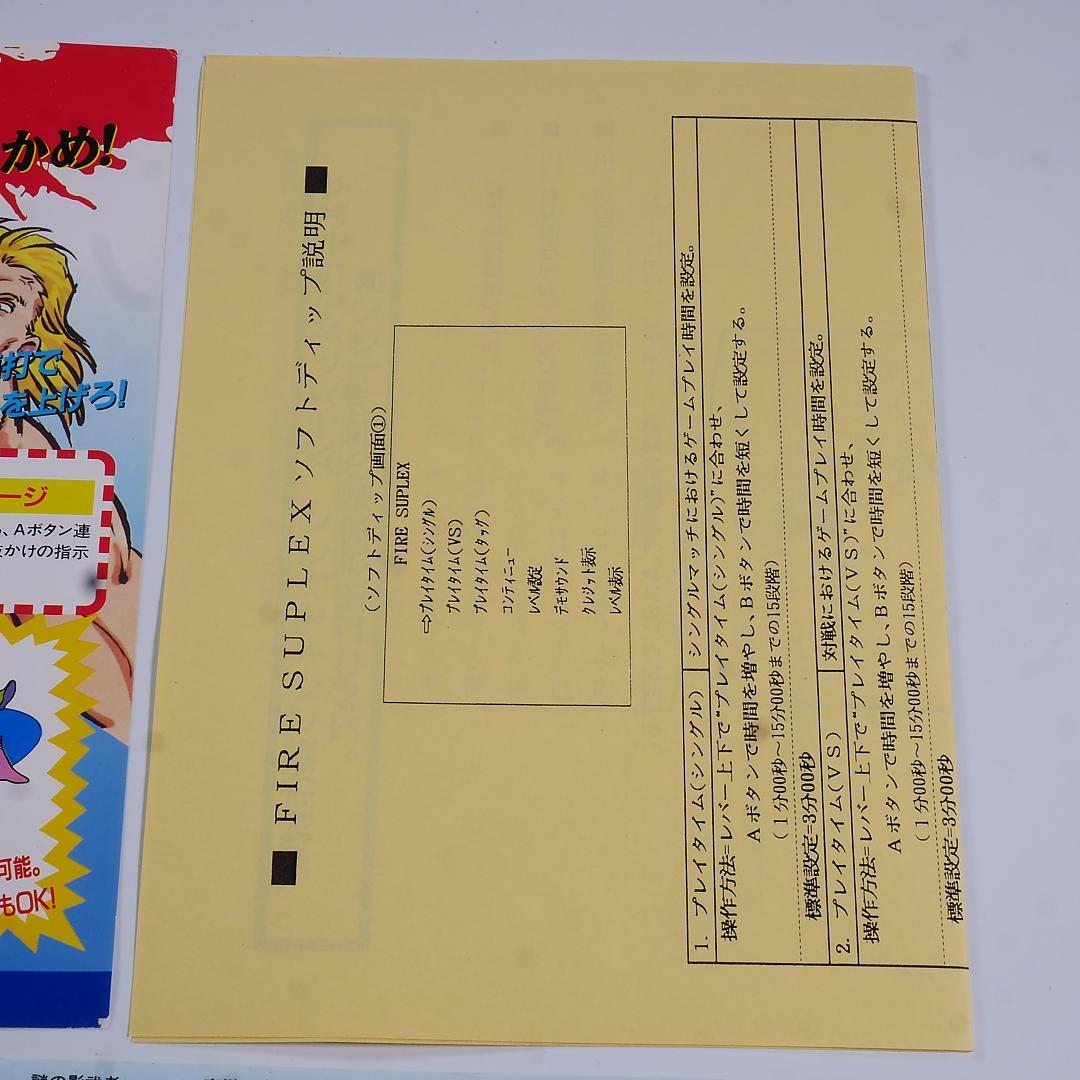 かめ!
打で
を上げろ!
ージ
、Aボタン連
かけの指示
可能。
もOK!
■ FIRE SUPLEXソフトディップ説明 ■
(ソフトディップ画面①)
FIRE SUPLEX
⇨プレイタイム(シングル)
プレイタイム(VS)
プレイタイム(タッグ)
コンティニュー
レベル設定
デモサウンド
クレジット表示
レベル表示
1. プレイタイム(シングル) シングルマッチにおけるゲームプレイ時間を設定。
操作方法=レバー上下で“プレイタイム(シングル)”に合わせ、
Aボタンで時間を増やし、Bボタンで時間を短くして設定する。
(1分00秒〜15分00秒までの15段階)
標準設定=3分00秒
2. プレイタイム(VS) 対戦におけるゲームプレイ時間を設定。
操作方法=レバー上下で“プレイタイム(VS)”に合わせ、
Aボタンで時間を増やし、Bボタンで時間を短くして設定する。
(1分00秒〜15分00秒までの15段階)
標準設定=3分00秒